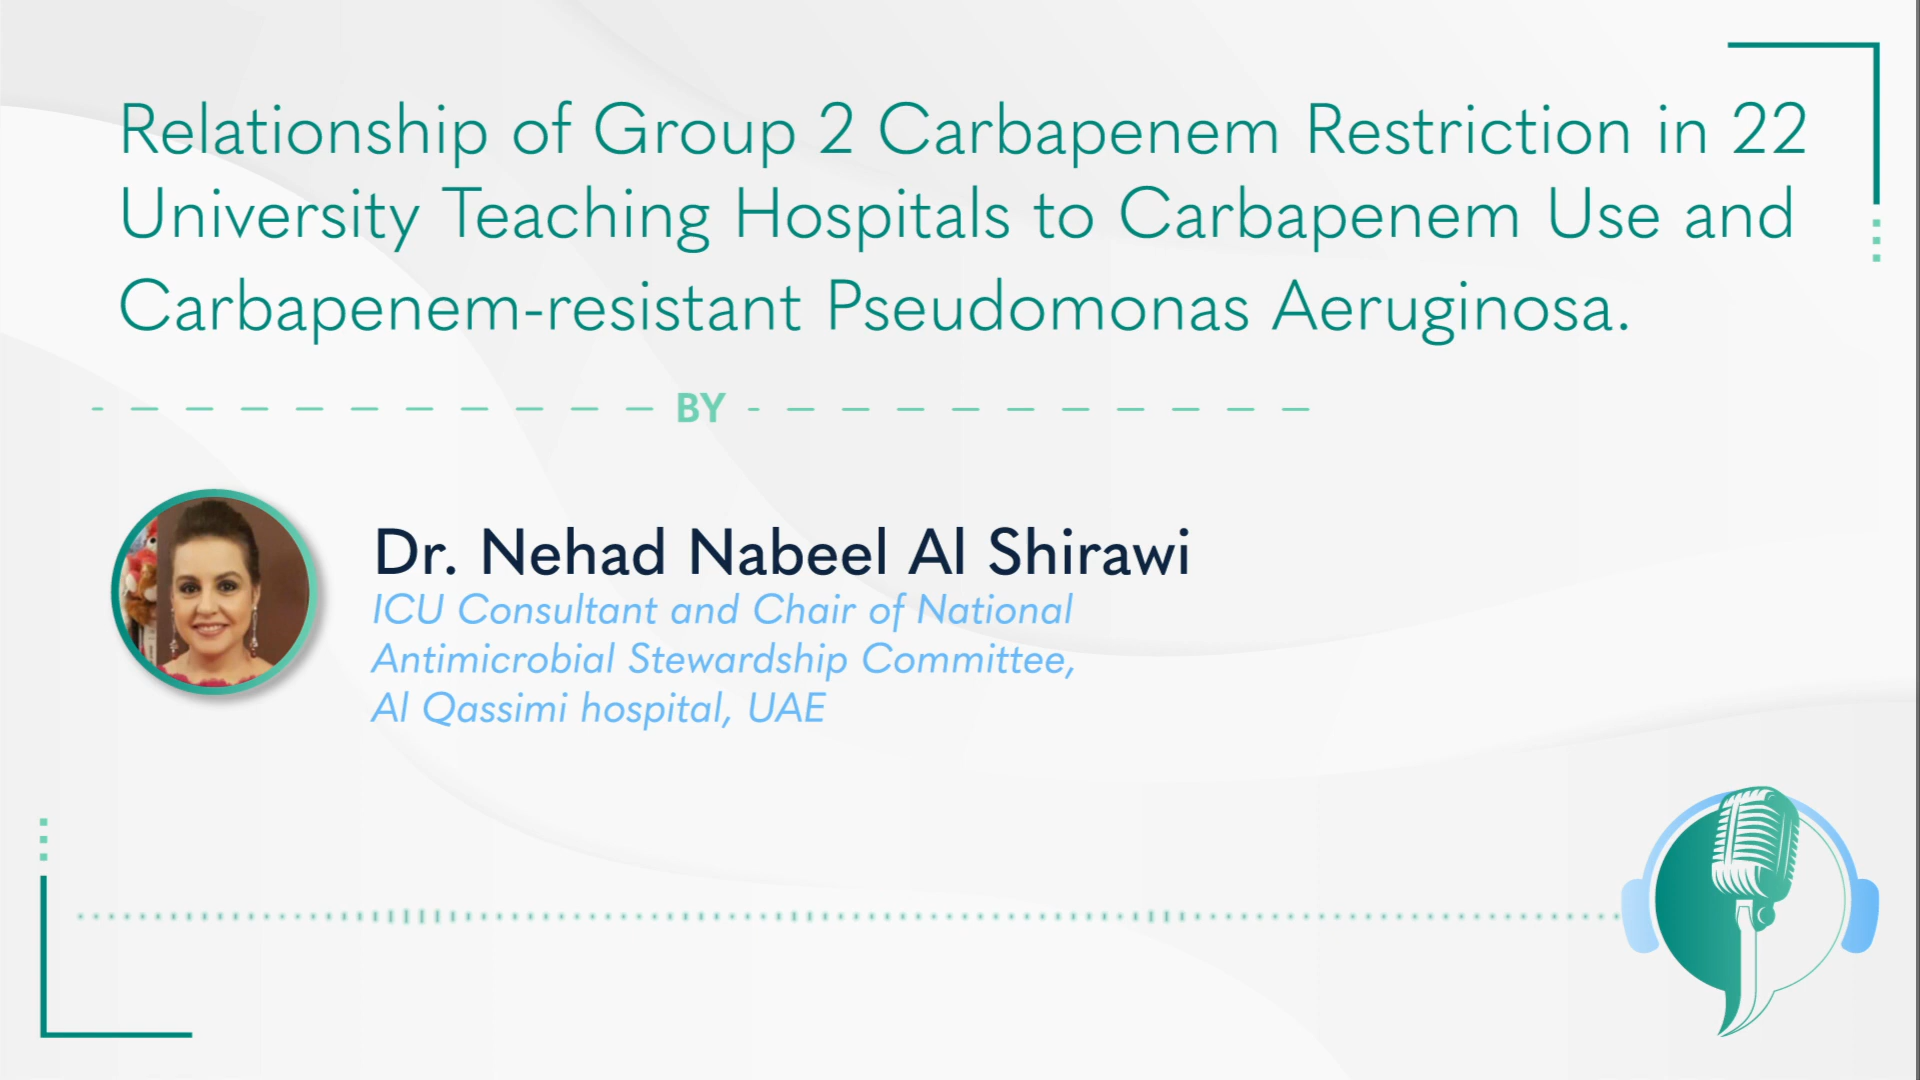 Relationship of Group 2 Carbapenem Restriction in 22
University Teaching Hospitals to Carbapenem Use and
Carbapenem-resistant Pseudomonas Aeruginosa.
BY
Dr. Nehad Nabeel Al Shirawi
ICU Consultant and Chair of National
Antimicrobial Stewardship Committee,
Al Qassimi hospital, UAE